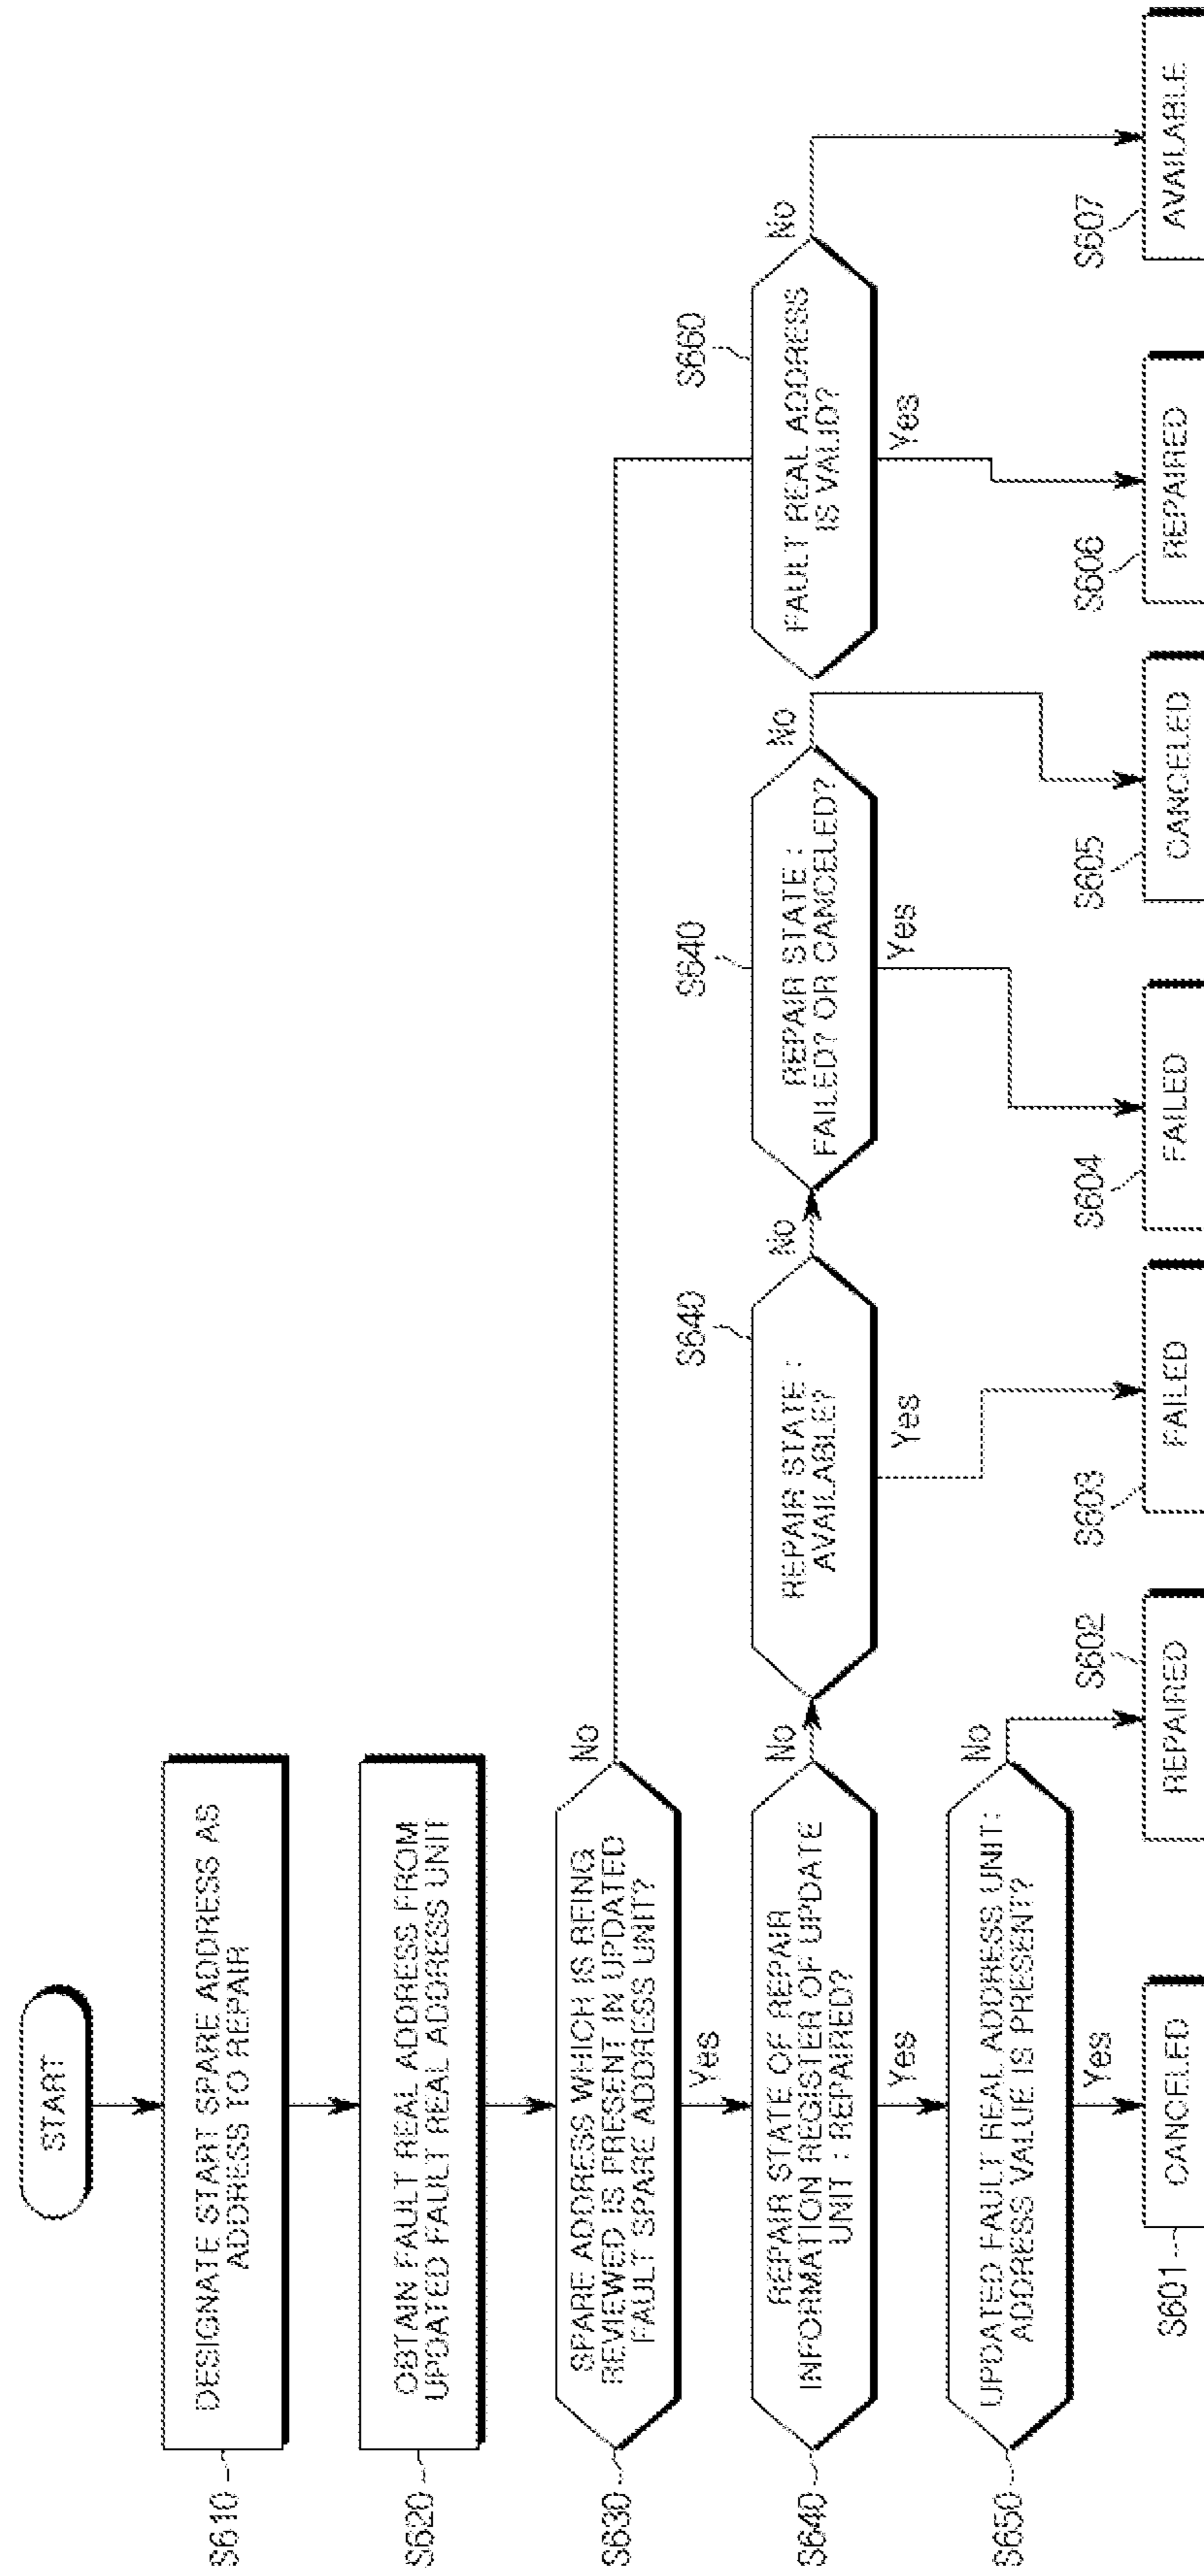 START
S610
DESIGNATE START SPARE ADDRESS AS
ADDRESS TO REPAIR
S620
OBTAIN FAULT REAL ADDRESS FROM
UPDATED FAULT REAL ADDRESS UNIT
S630
SPARE ADDRESS WHICH IS BEING
REVIEWED IS PRESENT IN UPDATED
FAULT SPARE ADDRESS UNIT?
No
Yes
S640
REPAIR STATE OF REPAIR
INFORMATION REGISTER OF UPDATE
UNIT : REPAIRED?
No
Yes
S640
REPAIR STATE :
AVAILABLE?
No
Yes
S640
REPAIR STATE :
FAILED? OR CANCELED?
No
Yes
S660
FAULT REAL ADDRESS
IS VALID?
No
Yes
S650
UPDATED FAULT REAL ADDRESS UNIT:
ADDRESS VALUE IS PRESENT?
No
Yes
S601
CANCELED
S602
REPAIRED
S603
FAILED
S604
FAILED
S605
CANCELED
S606
REPAIRED
S607
AVAILABLE